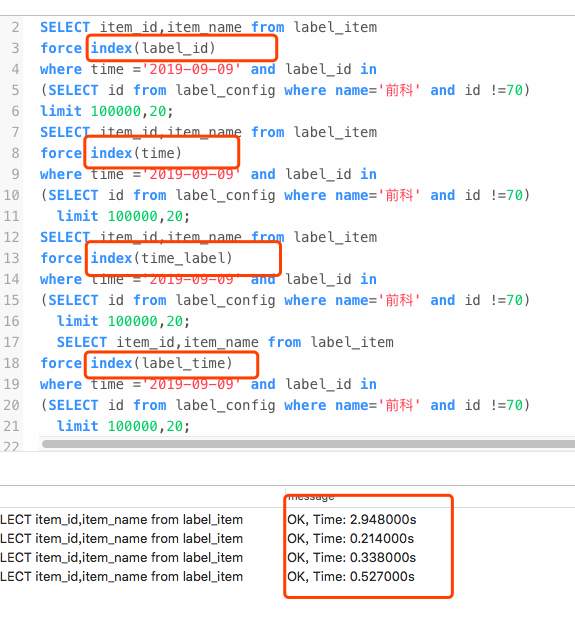 2 SELECT item_id,item_name from label_item
3 force index(label_id)
4 where time ='2019-09-09' and label_id in
5 (SELECT id from label_config where name='前科' and id !=70)
6 limit 100000,20;
7 SELECT item_id,item_name from label_item
8 force index(time)
9 where time ='2019-09-09' and label_id in
10 (SELECT id from label_config where name='前科' and id !=70)
11 limit 100000,20;
12 SELECT item_id,item_name from label_item
13 force index(time_label)
14 where time ='2019-09-09' and label_id in
15 (SELECT id from label_config where name='前科' and id !=70)
16 limit 100000,20;
17 SELECT item_id,item_name from label_item
18 force index(label_time)
19 where time ='2019-09-09' and label_id in
20 (SELECT id from label_config where name='前科' and id !=70)
21 limit 100000,20;
22
message
LECT item_id,item_name from label_item OK, Time: 2.948000s
LECT item_id,item_name from label_item OK, Time: 0.214000s
LECT item_id,item_name from label_item OK, Time: 0.338000s
LECT item_id,item_name from label_item OK, Time: 0.527000s